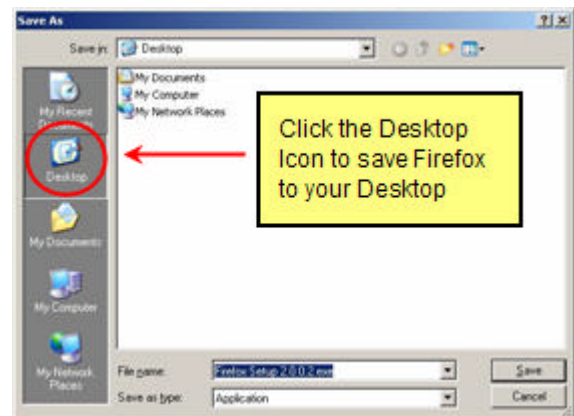 Save As
Save in:
Desktop
My Recent
Documents
Desktop
My Documents
My Computer
My Network
Places
My Documents
My Computer
My Network Places
Click the Desktop
Icon to save Firefox
to your Desktop
File name:
Firefox Setup 2.0.0.2.exe
Save
Save as type:
Application
Cancel